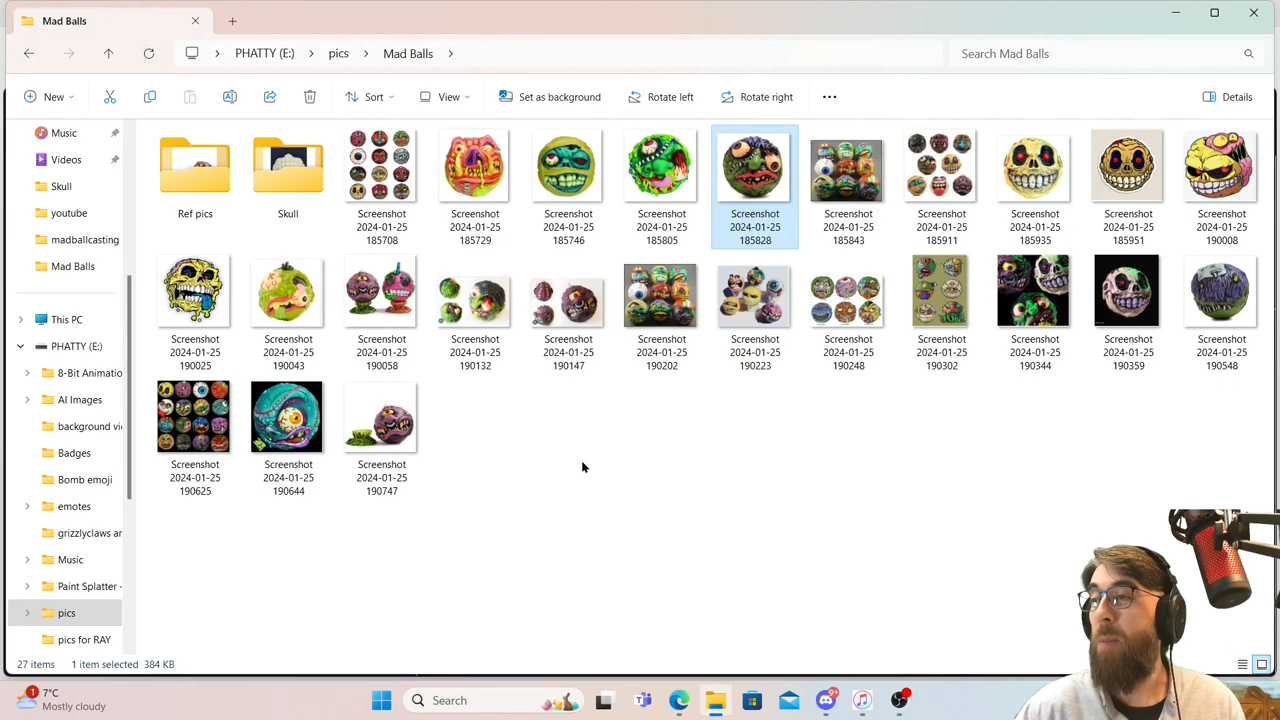 Mad Balls
PHATTY (E:)
pics
Mad Balls
Search Mad Balls
New
Sort
View
Set as background
Rotate left
Rotate right
Details
Music
Videos
Skull
youtube
madballcasting
Mad Balls
This PC
PHATTY (E:)
8-Bit Animatio
AI Images
background vi
Badges
Bomb emoji
emotes
grizzlyclaws ar
Music
Paint Splatter -
pics
pics for RAY
Ref pics
Skull
Screenshot
2024-01-25
185708
Screenshot
2024-01-25
185729
Screenshot
2024-01-25
185746
Screenshot
2024-01-25
185805
Screenshot
2024-01-25
185828
Screenshot
2024-01-25
185843
Screenshot
2024-01-25
185911
Screenshot
2024-01-25
185935
Screenshot
2024-01-25
185951
Screenshot
2024-01-25
190008
Screenshot
2024-01-25
190025
Screenshot
2024-01-25
190043
Screenshot
2024-01-25
190058
Screenshot
2024-01-25
190132
Screenshot
2024-01-25
190147
Screenshot
2024-01-25
190202
Screenshot
2024-01-25
190223
Screenshot
2024-01-25
190248
Screenshot
2024-01-25
190302
Screenshot
2024-01-25
190344
Screenshot
2024-01-25
190359
Screenshot
2024-01-25
190548
Screenshot
2024-01-25
190625
Screenshot
2024-01-25
190644
Screenshot
2024-01-25
190747
27 items
1 item selected 384 KB
1
7°C
Mostly cloudy
Search
9+